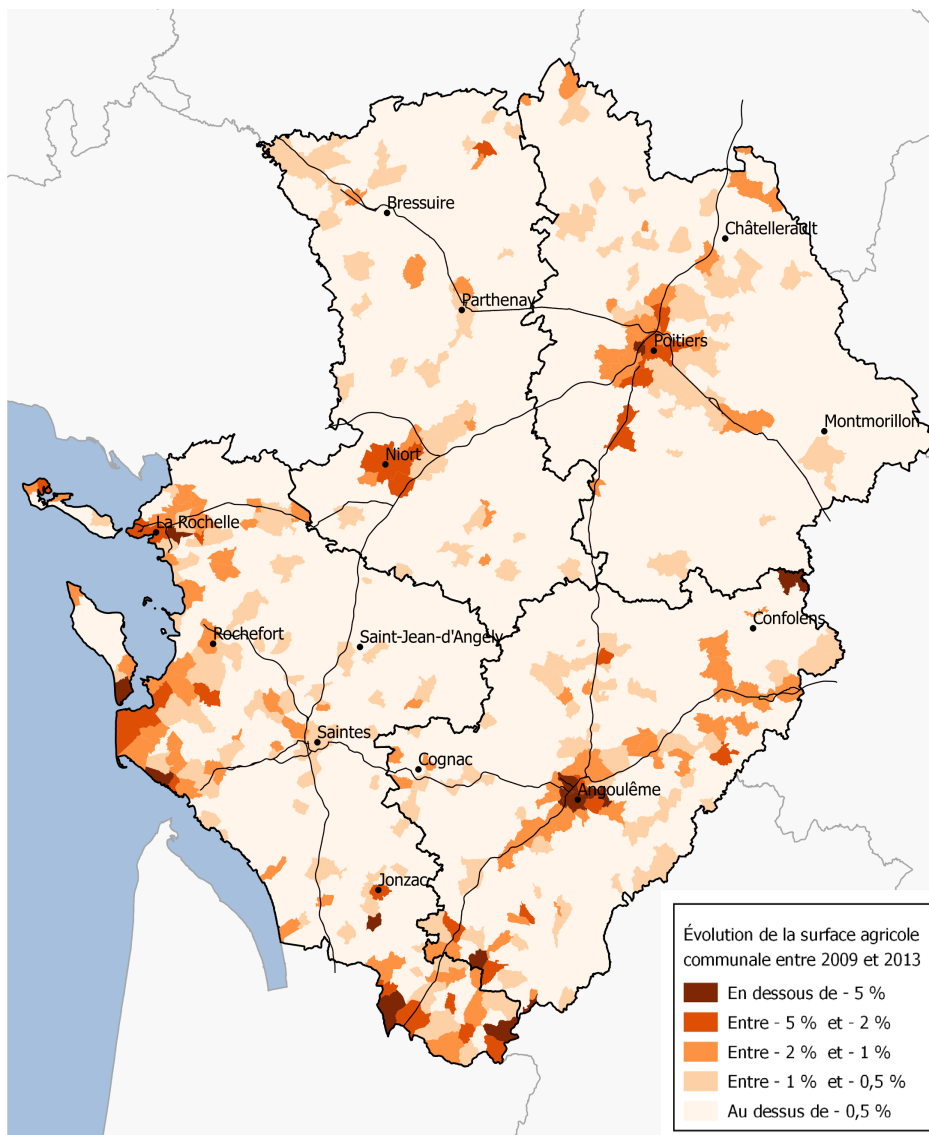 Bressuire
Châtellerault
Parthenay
Poitiers
Montmorillon
Niort
La Rochelle
Confolens
Rochefort
Saint-Jean-d'Angély
Saintes
Cognac
Angoulême
Jonzac
Évolution de la surface agricole
communale entre 2009 et 2013
En dessous de - 5 %
Entre - 5 % et - 2 %
Entre - 2 % et - 1 %
Entre - 1 % et - 0,5 %
Au dessus de - 0,5 %